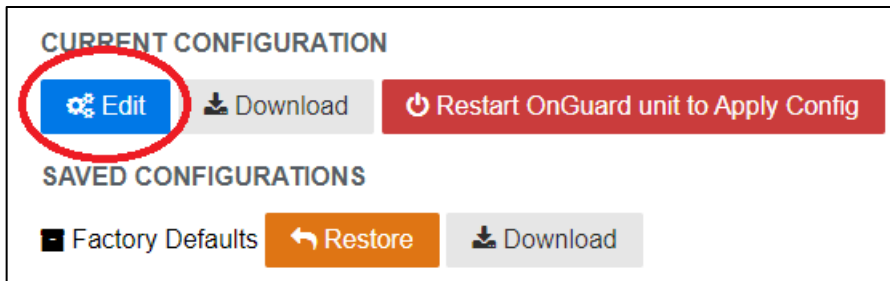 CURRENT CONFIGURATION
Edit Download Restart OnGuard unit to Apply Config
SAVED CONFIGURATIONS
Factory Defaults Restore Download